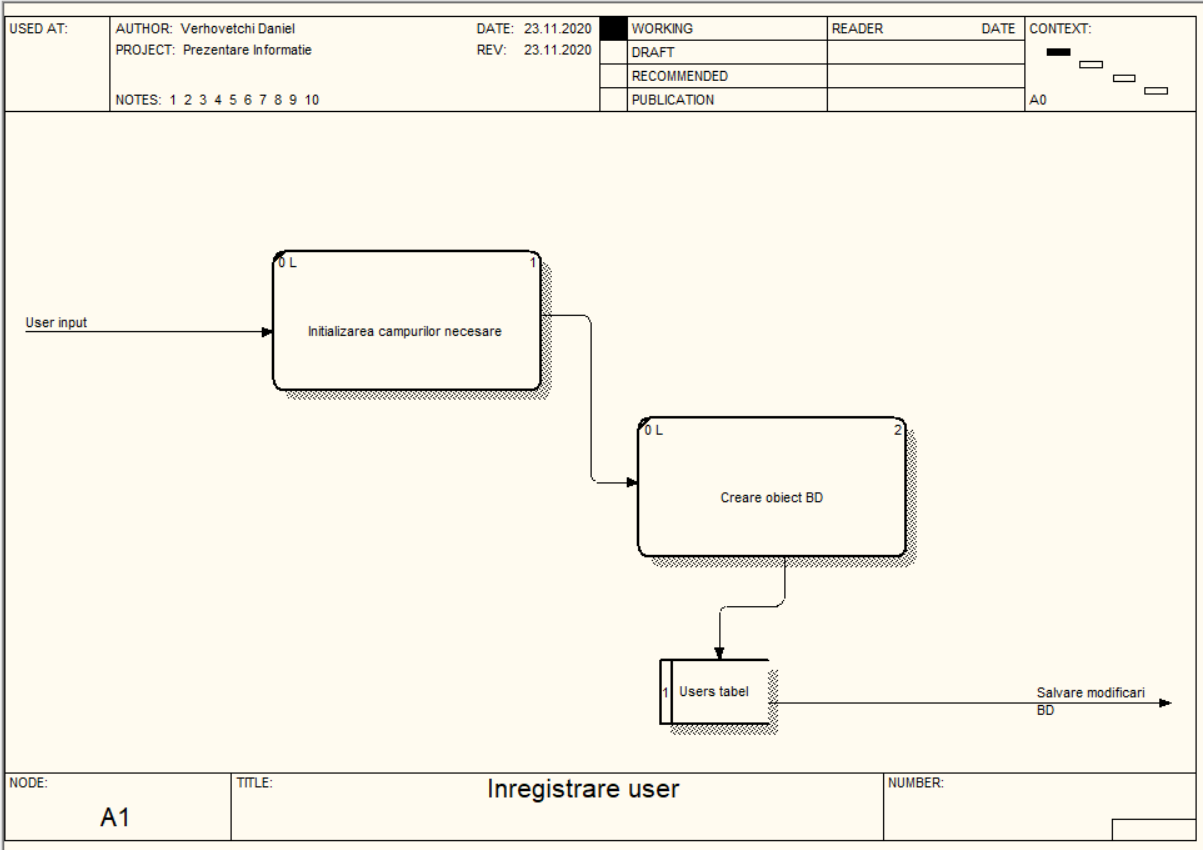 USED AT:
AUTHOR: Verhovetchi Daniel
DATE: 23.11.2020
PROJECT: Prezentare Informatie
REV: 23.11.2020
NOTES: 1 2 3 4 5 6 7 8 9 10
WORKING
DRAFT
RECOMMENDED
PUBLICATION
READER DATE
CONTEXT:
A0
0 L 1
Initializarea campurilor necesare
User input
0 L 2
Creare obiect BD
1 Users tabel
Salvare modificari
BD
NODE:
A1
TITLE:
Inregistrare user
NUMBER: